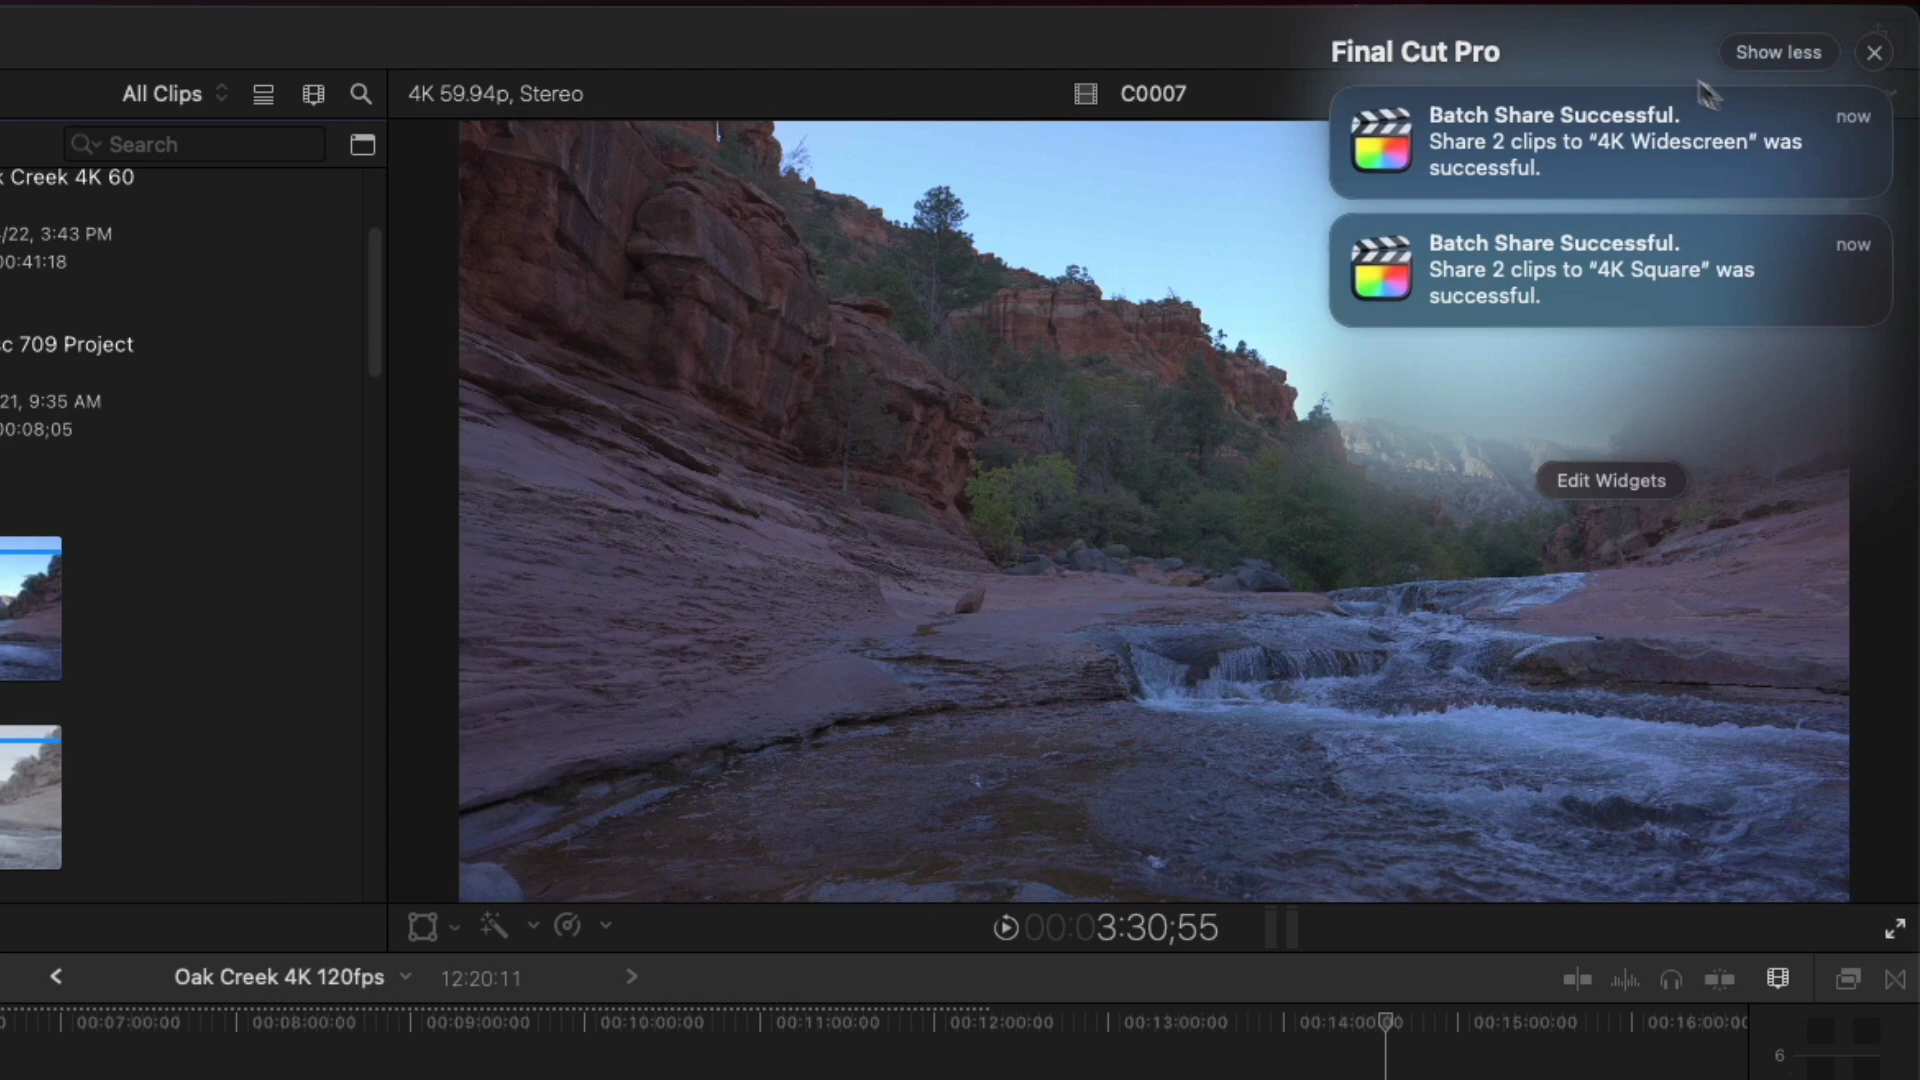 Final Cut Pro
Show less
All Clips
4K 59.94p, Stereo
C0007
Batch Share Successful.
now
Share 2 clips to “4K Widescreen” was
successful.
Search
Creek 4K 60
/22, 3:43 PM
00:41:18
Batch Share Successful.
now
Share 2 clips to “4K Square” was
successful.
c 709 Project
21, 9:35 AM
00:08;05
Edit Widgets
00:03:30;55
Oak Creek 4K 120fps
12:20:11
00:07:00:00
00:08:00:00
00:09:00:00
00:10:00:00
00:11:00:00
00:12:00:00
00:13:00:00
00:14:00:00
00:15:00:00
00:16:00:00
6